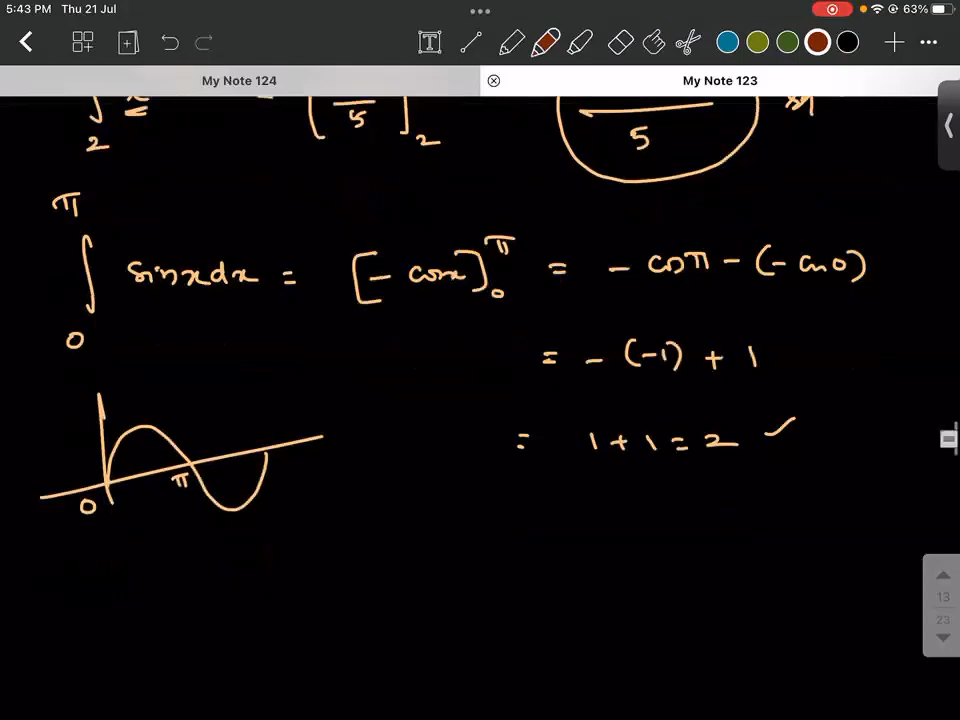 5:43 PM Thu 21 Jul 63%
My Note 124 My Note 123
5 ]2 5
2
π
∫ sinx dx = [- cosx]₀^π = - cosπ - (- cos0)
0
= - (-1) + 1
= 1 + 1 = 2 ✓
0 π
13
23